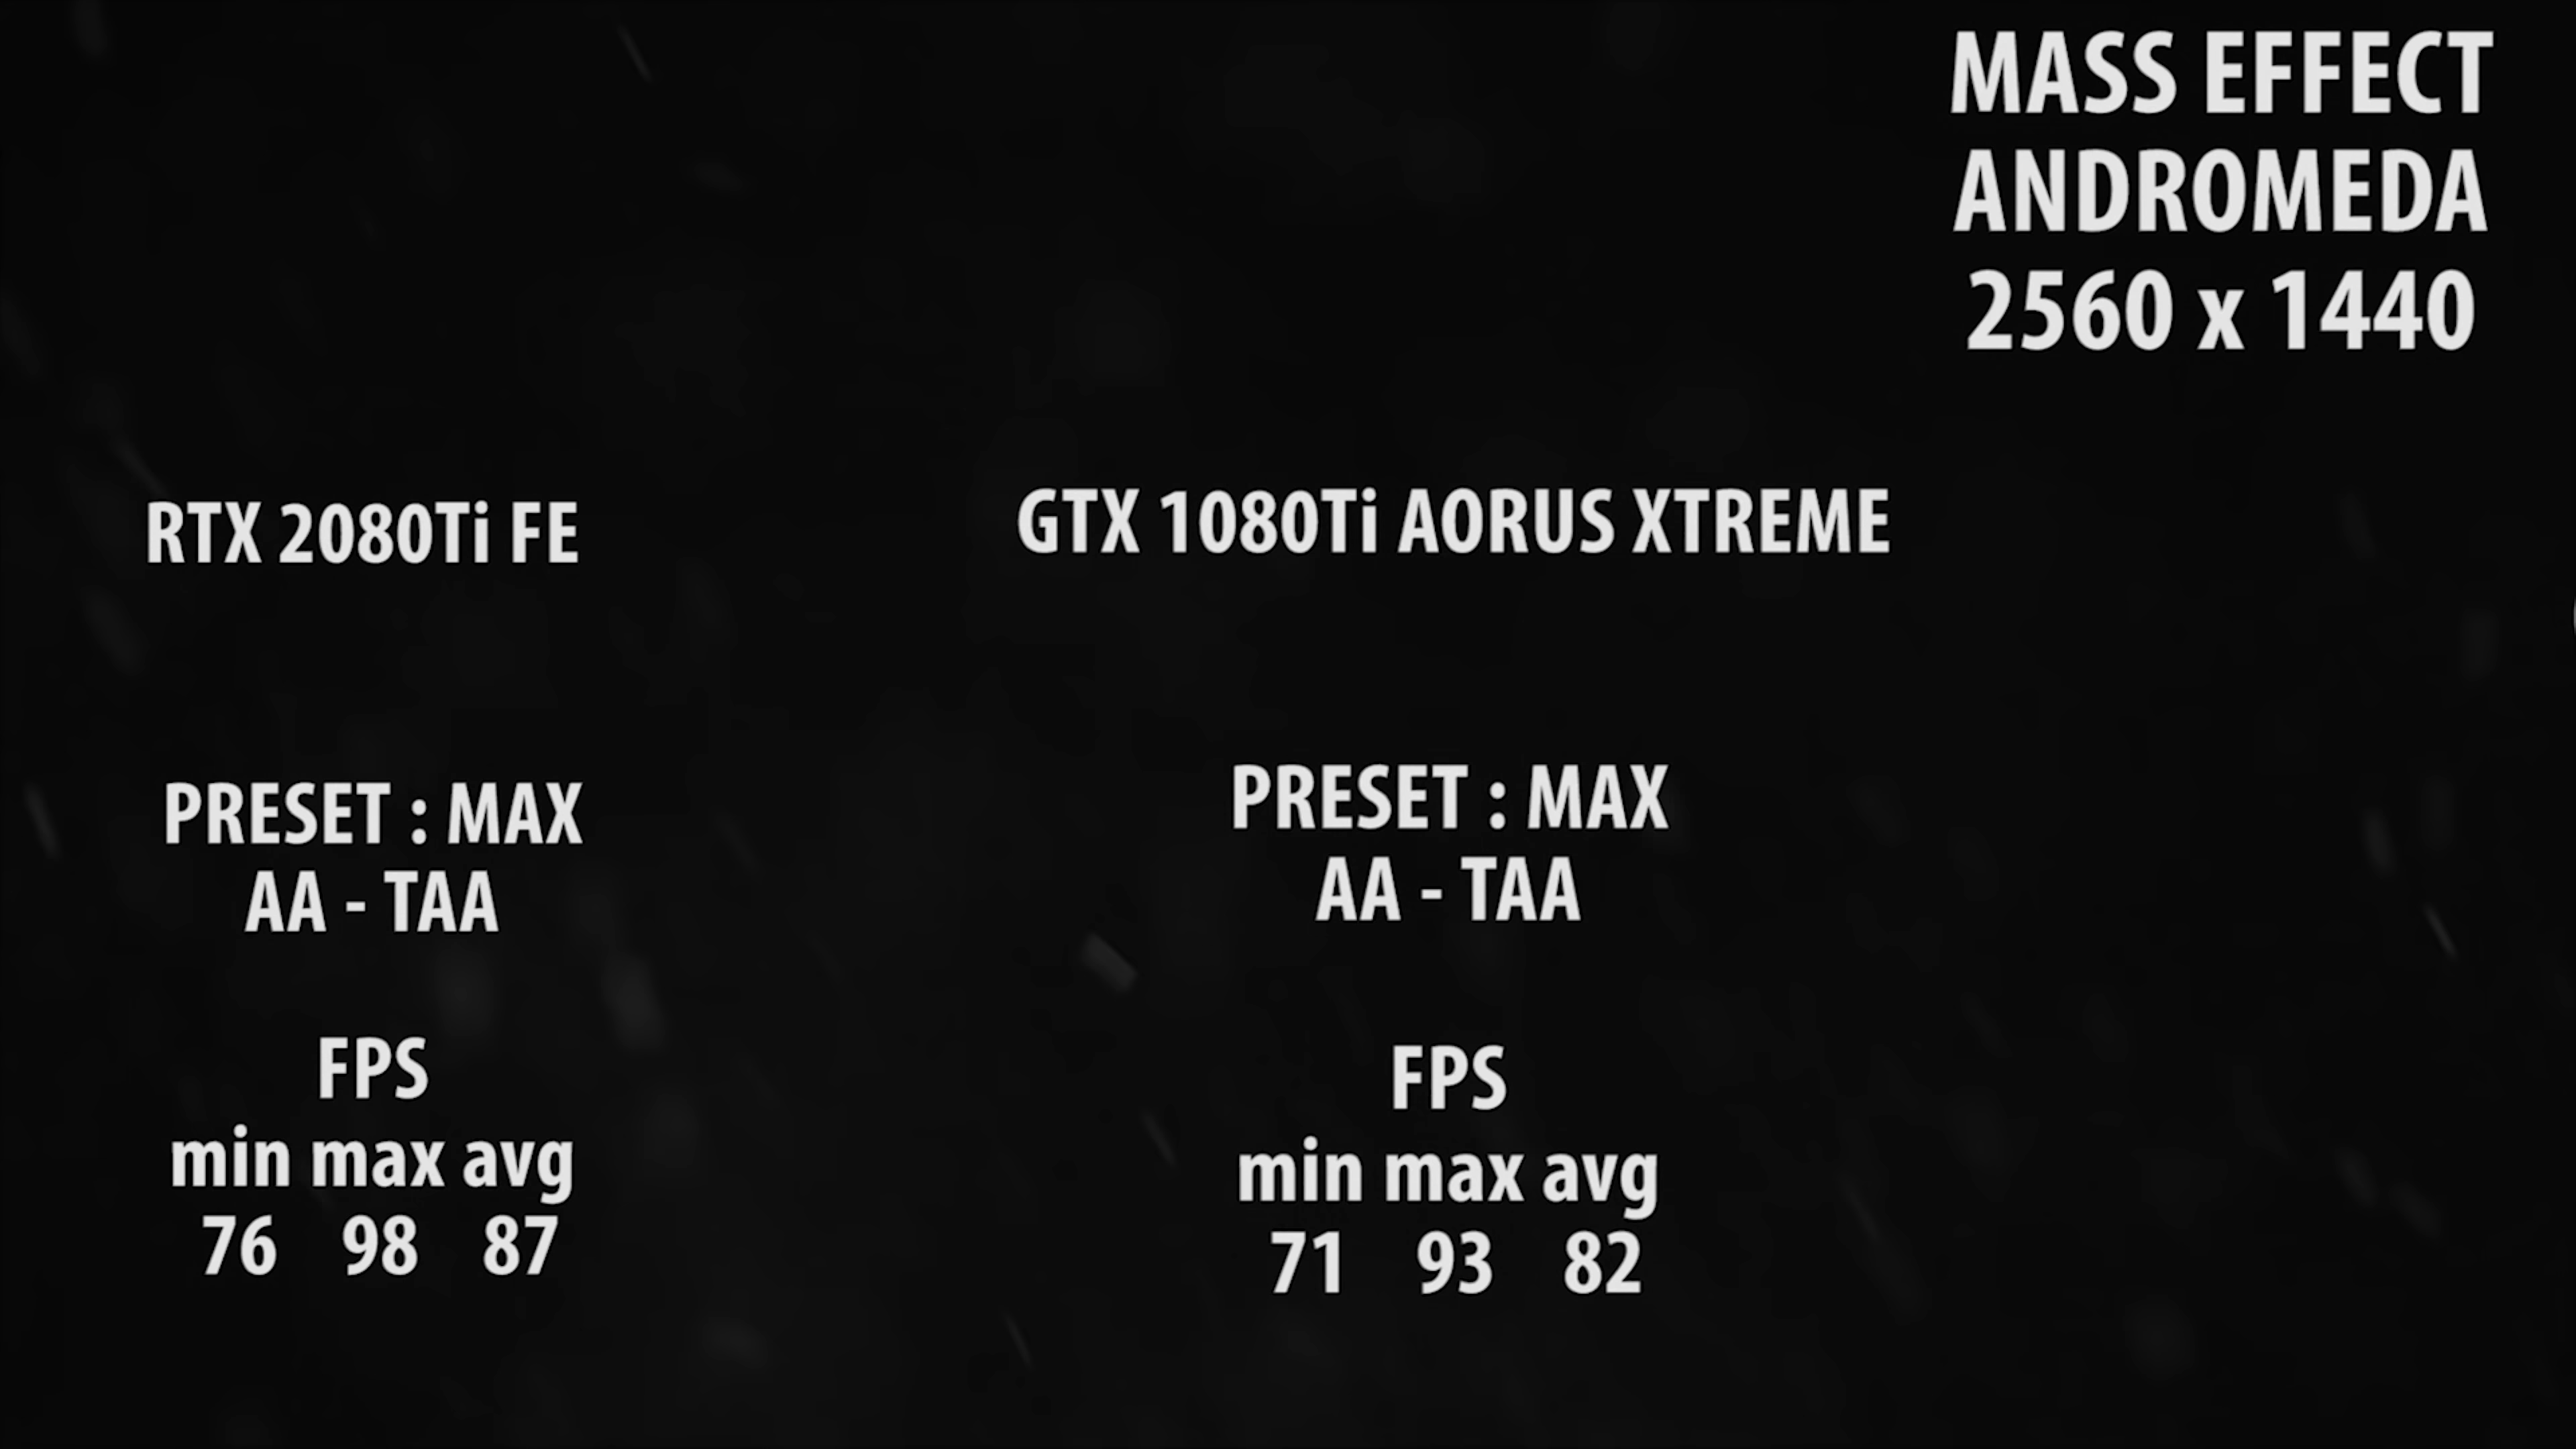 MASS EFFECT
ANDROMEDA
2560 x 1440
RTX 2080Ti FE
PRESET : MAX
AA - TAA
FPS
min max avg
76 98 87
GTX 1080Ti AORUS XTREME
PRESET : MAX
AA - TAA
FPS
min max avg
71 93 82